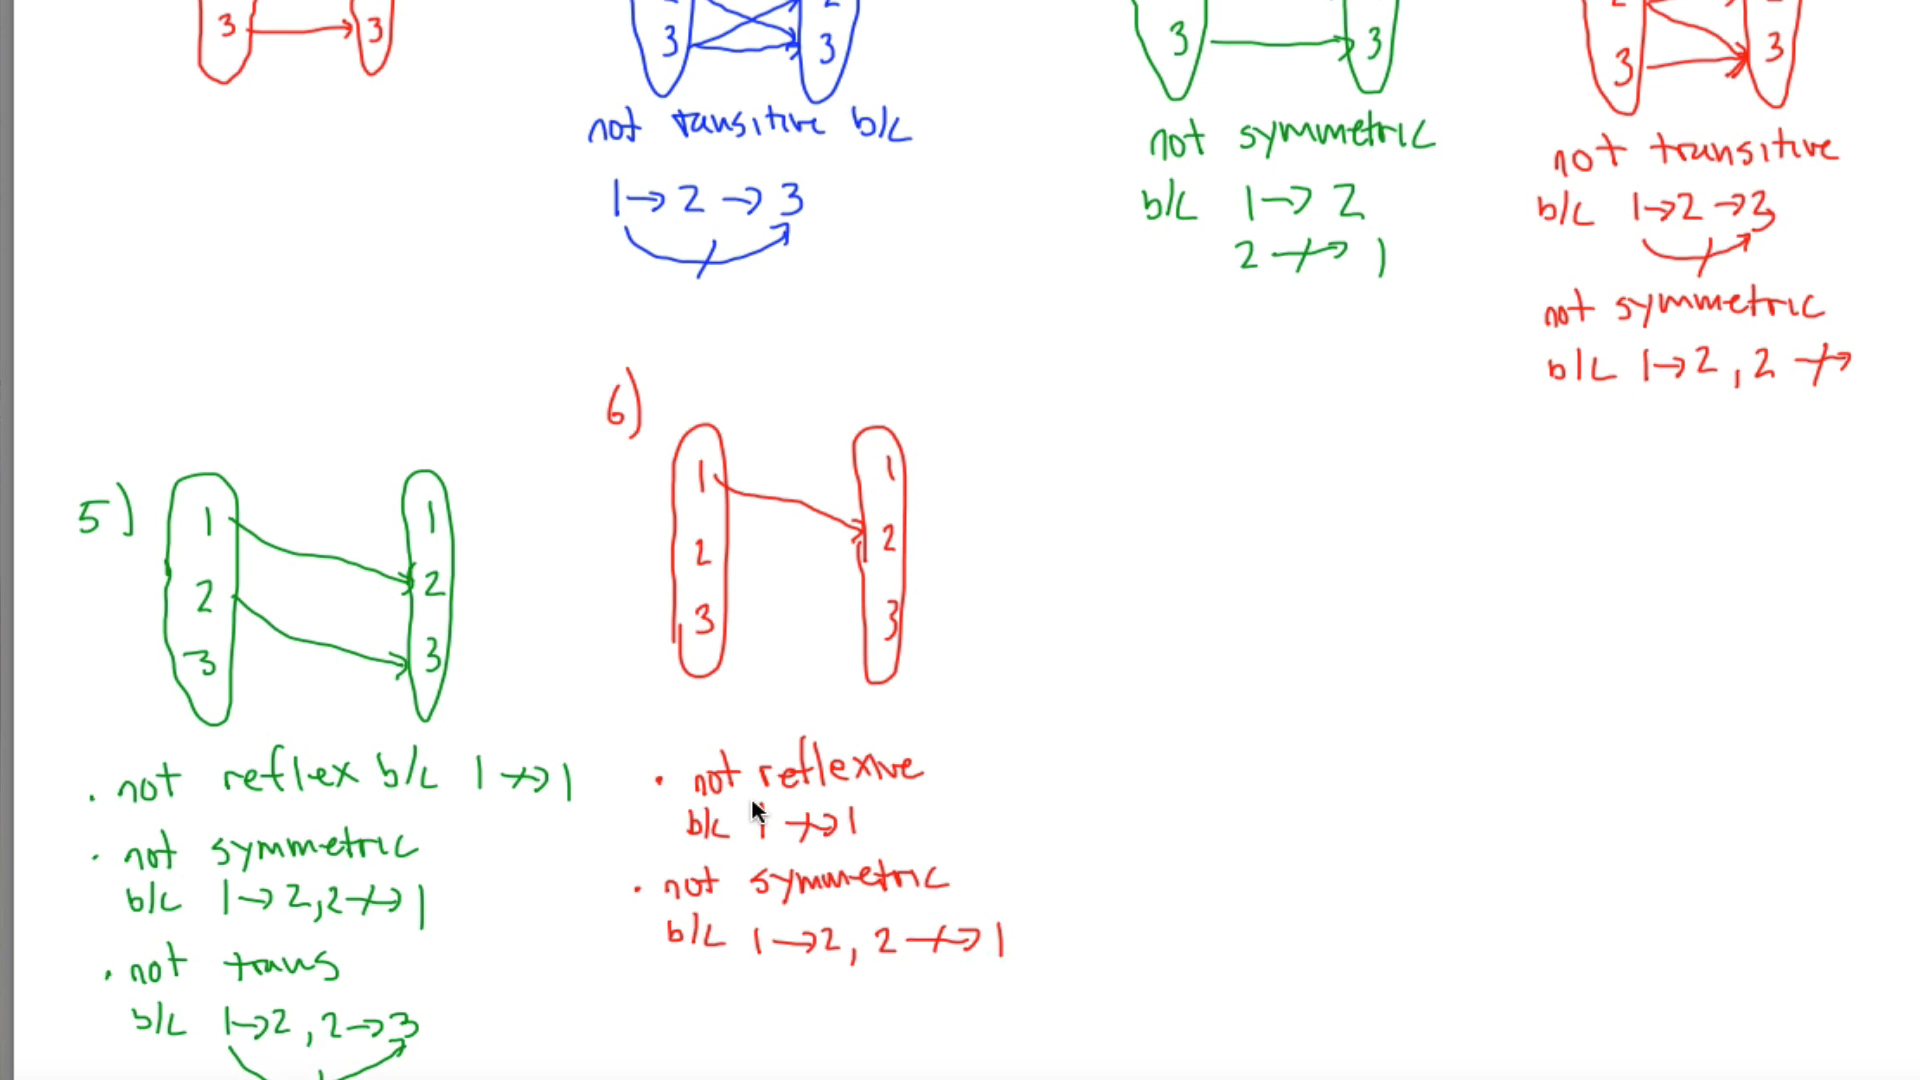 3 → 3
3 3
3 → 3
3 3
not transitive b/c
1 → 2 → 3
not symmetric
b/c 1 → 2
2 ↛ 1
not transitive
b/c 1 → 2 → 3
not symmetric
b/c 1 → 2, 2 ↛
5)
1 1
2 2
3 3
. not reflex b/c 1 ↛ 1
. not symmetric
b/c 1 → 2, 2 ↛ 1
. not trans
b/c 1 → 2, 2 → 3
6)
1 1
2 2
3 3
. not reflexive
b/c 1 ↛ 1
. not symmetric
b/c 1 → 2, 2 ↛ 1